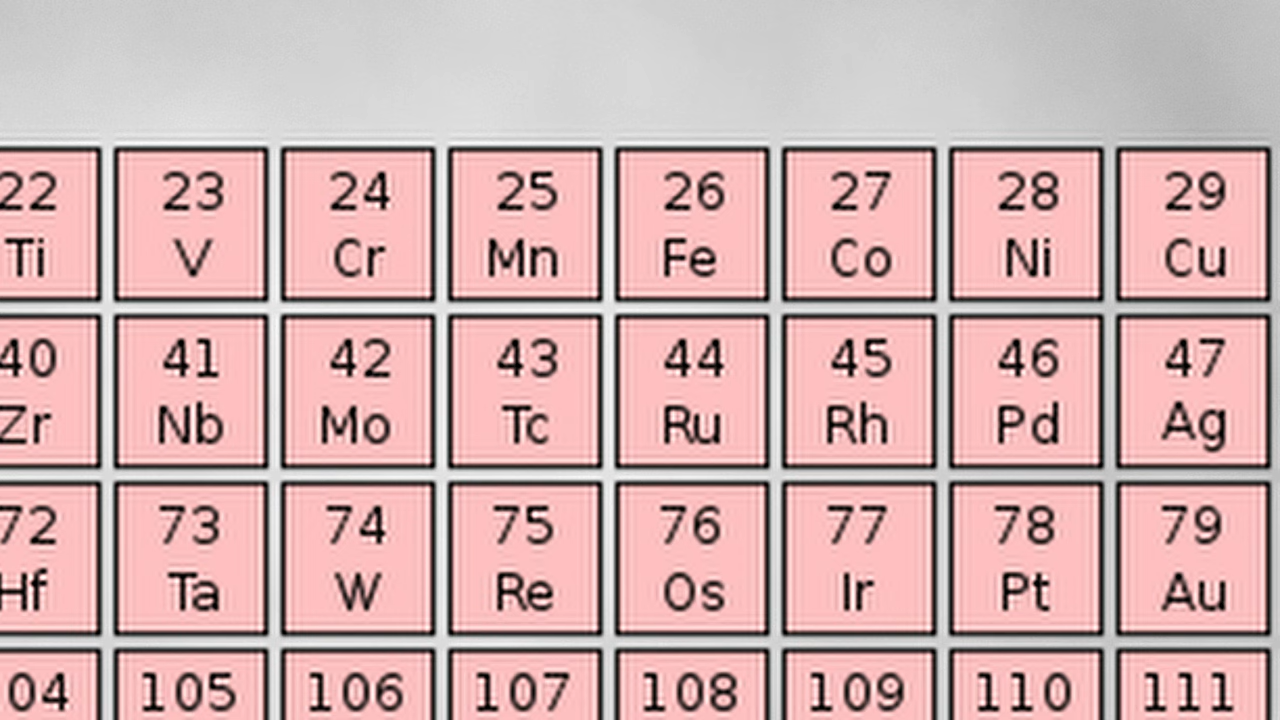 22 23 24 25 26 27 28 29
Ti V Cr Mn Fe Co Ni Cu
40 41 42 43 44 45 46 47
Zr Nb Mo Tc Ru Rh Pd Ag
72 73 74 75 76 77 78 79
Hf Ta W Re Os Ir Pt Au
04 105 106 107 108 109 110 111